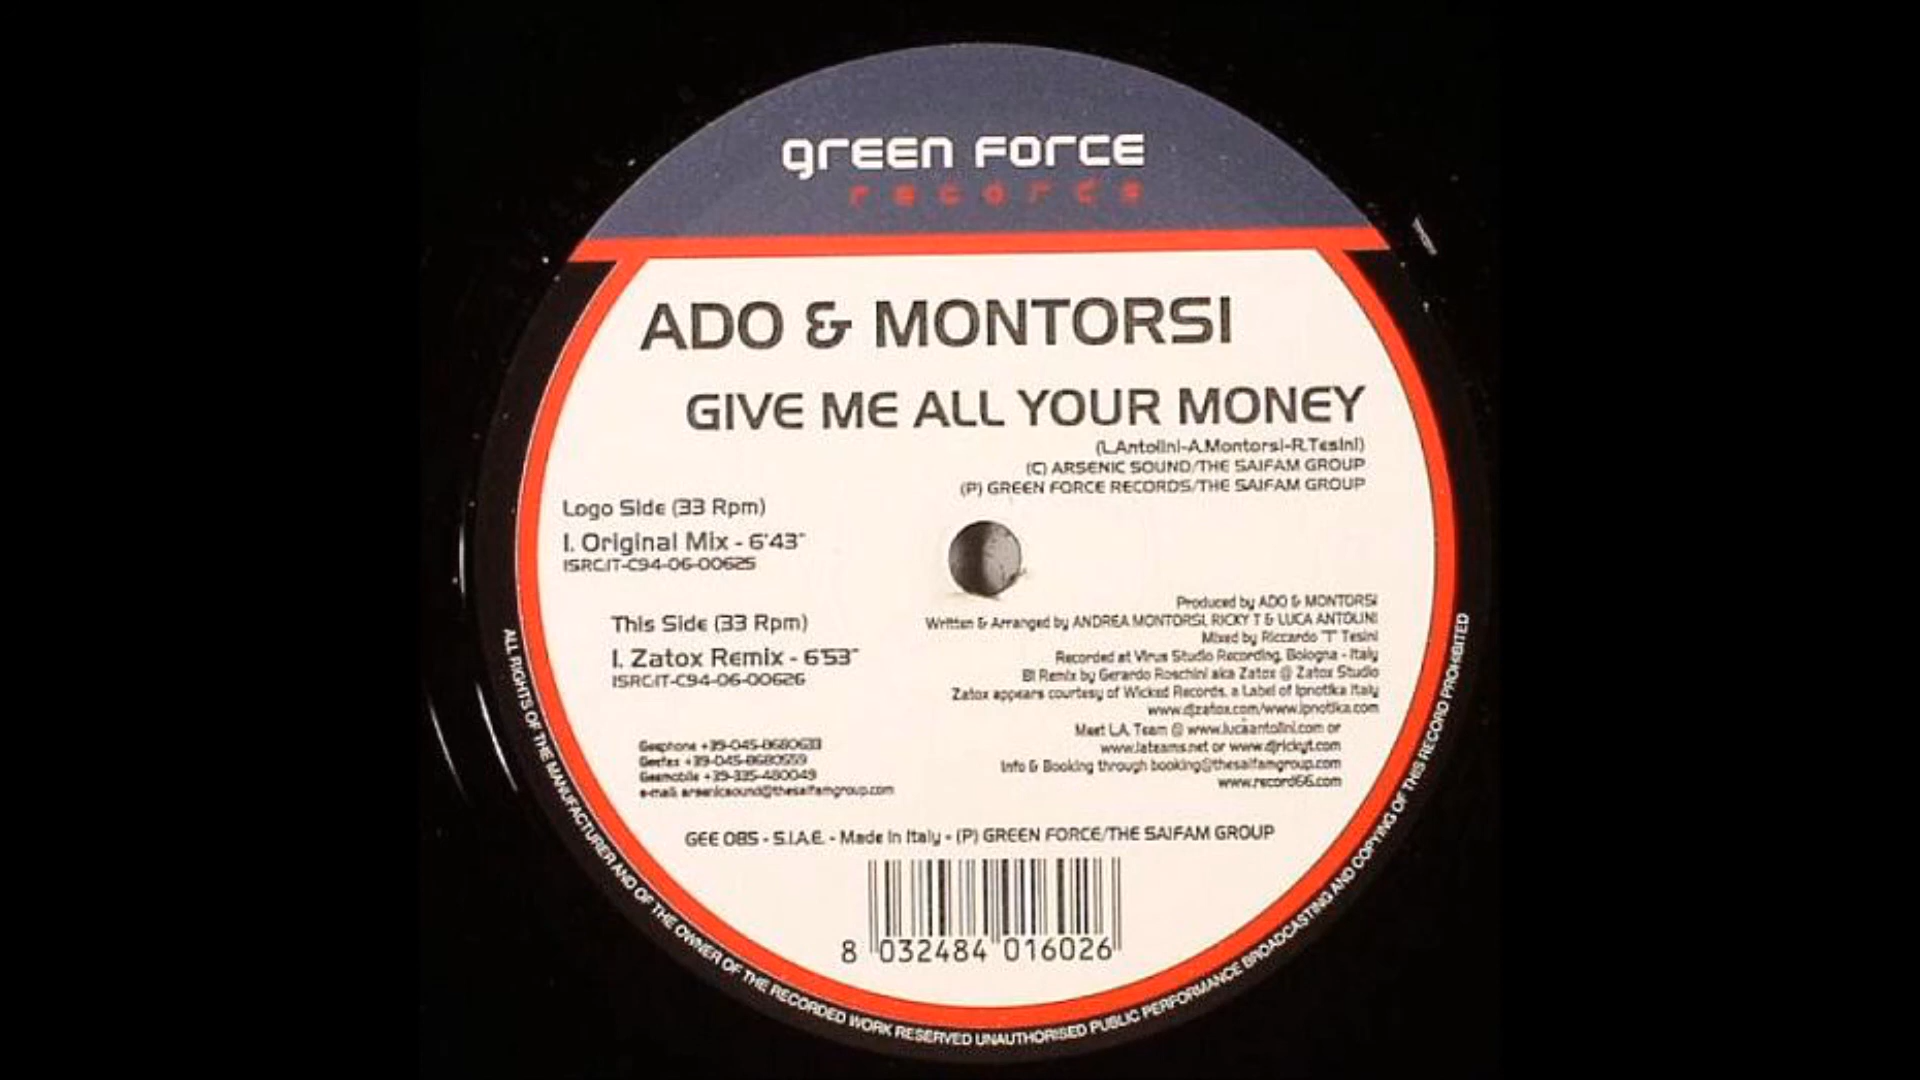 green force
records
ADO & MONTORSI
GIVE ME ALL YOUR MONEY
(L.Antolini-A.Montorsi-R.Tesini)
(C) ARSENIC SOUND/THE SAIFAM GROUP
(P) GREEN FORCE RECORDS/THE SAIFAM GROUP
Logo Side (33 Rpm)
1. Original Mix - 6'43"
ISRC:IT-C94-06-00625
This Side (33 Rpm)
1. Zatox Remix - 6'53"
ISRC:IT-C94-06-00626
Produced by ADO & MONTORSI
Written & Arranged by ANDREA MONTORSI, RICKY T & LUCA ANTOLINI
Mixed by Riccardo "T" Tesini
Recorded at Virus Studio Recording, Bologna - Italy
B1 Remix by Gerardo Roschini aka Zatox @ Zatox Studio
Zatox appears courtesy of Wicked Records, a Label of Ipnotika Italy
www.djzatox.com/www.ipnotika.com
Meet L.A. Team @ www.lucaantolini.com or
www.lateams.net or www.djrickyt.com
Info & Booking through booking@thesaifamgroup.com
www.record66.com
Geephone +39-045-8680633
Geefax +39-045-8680559
Geemobile +39-335-480049
e-mail: arsenicsound@thesaifamgroup.com
GEE 085 - S.I.A.E. - Made in Italy - (P) GREEN FORCE/THE SAIFAM GROUP
8 032484 016026
ALL RIGHTS OF THE MANUFACTURER AND OF THE OWNER OF THE RECORDED WORK RESERVED UNAUTHORISED PUBLIC PERFORMANCE BROADCASTING AND COPYING OF THIS RECORD PROHIBITED